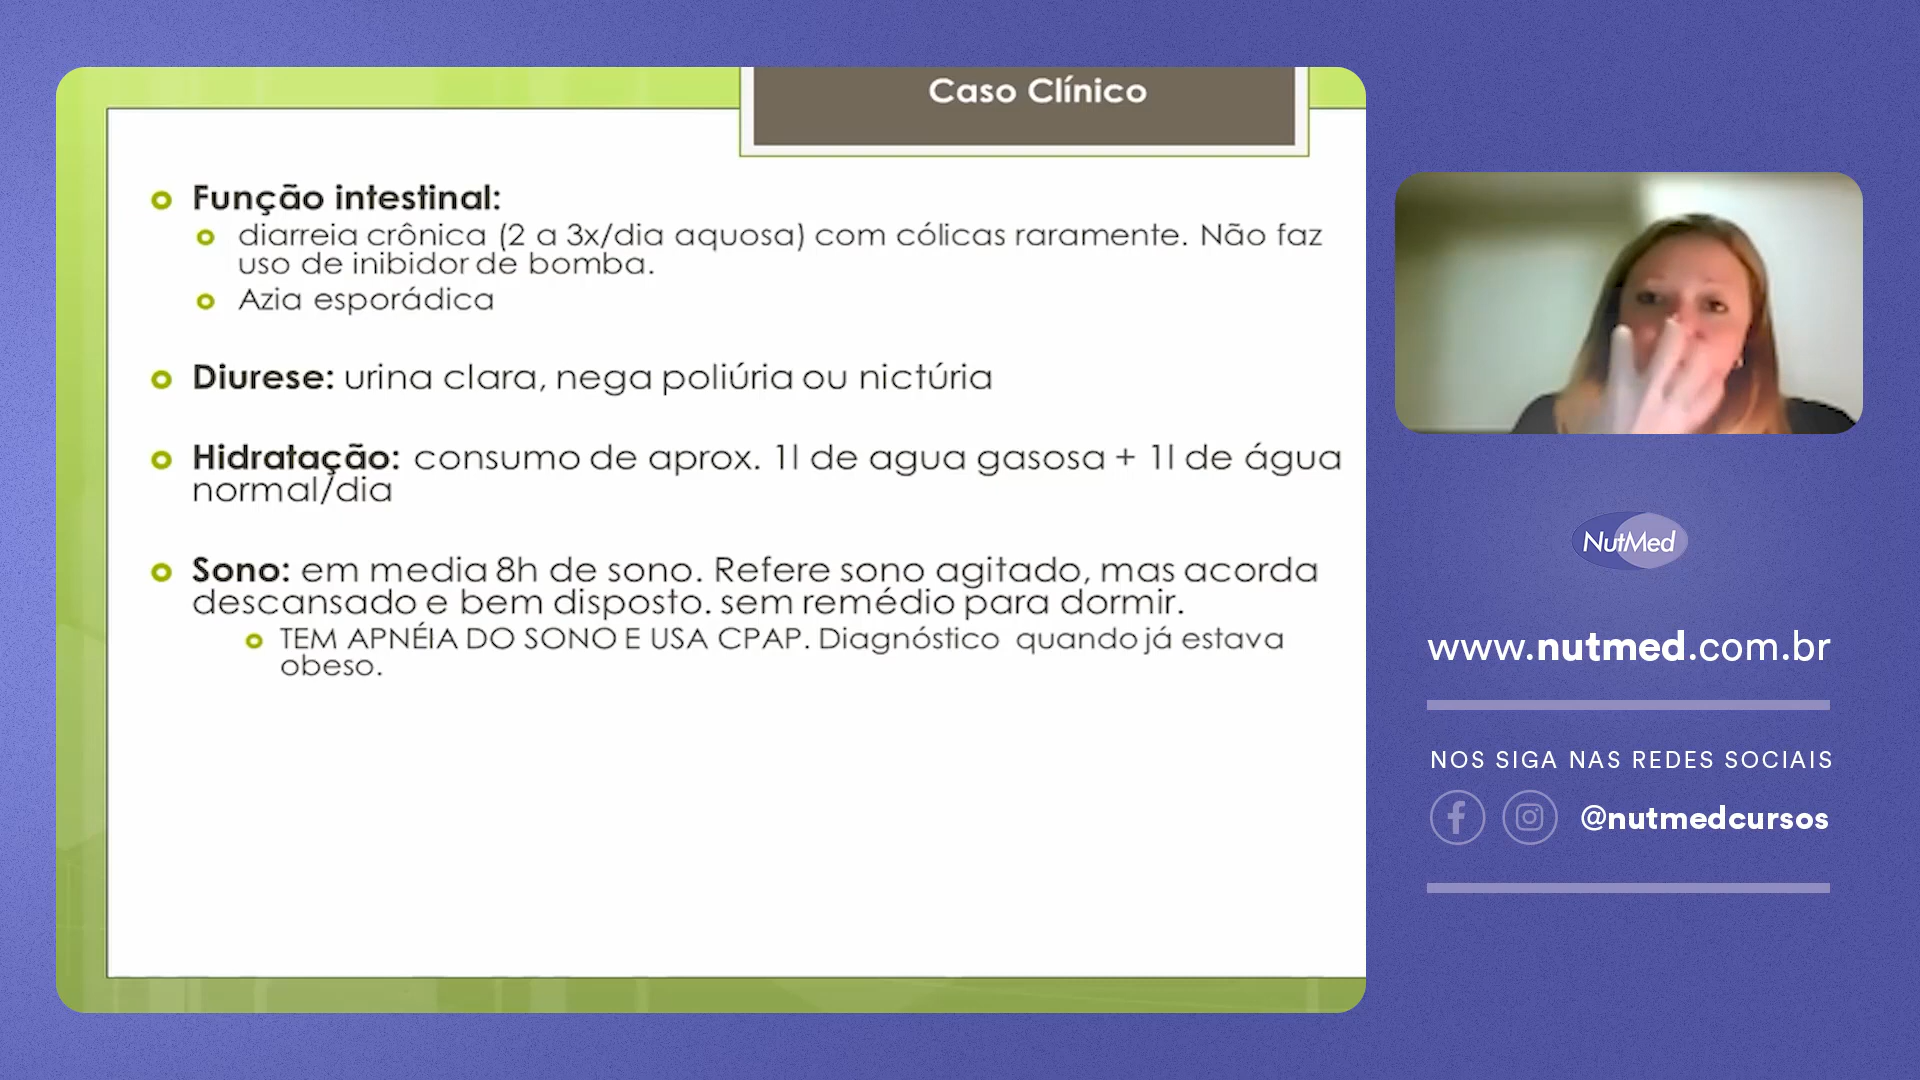 Caso Clínico
Função intestinal:
diarreia crônica (2 a 3x/dia aquosa) com cólicas raramente. Não faz
uso de inibidor de bomba.
Azia esporádica
Diurese: urina clara, nega poliúria ou nictúria
Hidratação: consumo de aprox. 1l de agua gasosa + 1l de água
normal/dia
Sono: em media 8h de sono. Refere sono agitado, mas acorda
descansado e bem disposto. sem remédio para dormir.
TEM APNÉIA DO SONO E USA CPAP. Diagnóstico quando já estava
obeso.
NutMed
www.nutmed.com.br
NOS SIGA NAS REDES SOCIAIS
@nutmedcursos